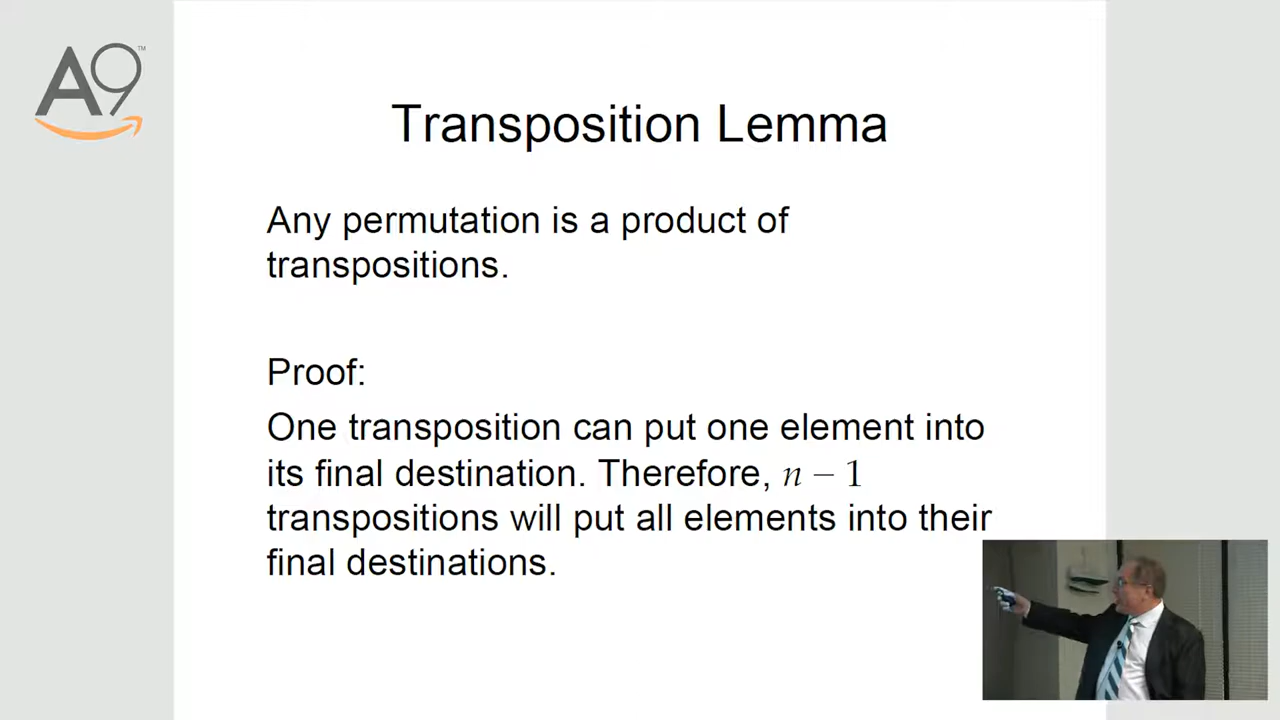 A9™
Transposition Lemma
Any permutation is a product of
transpositions.
Proof:
One transposition can put one element into
its final destination. Therefore, n − 1
transpositions will put all elements into their
final destinations.